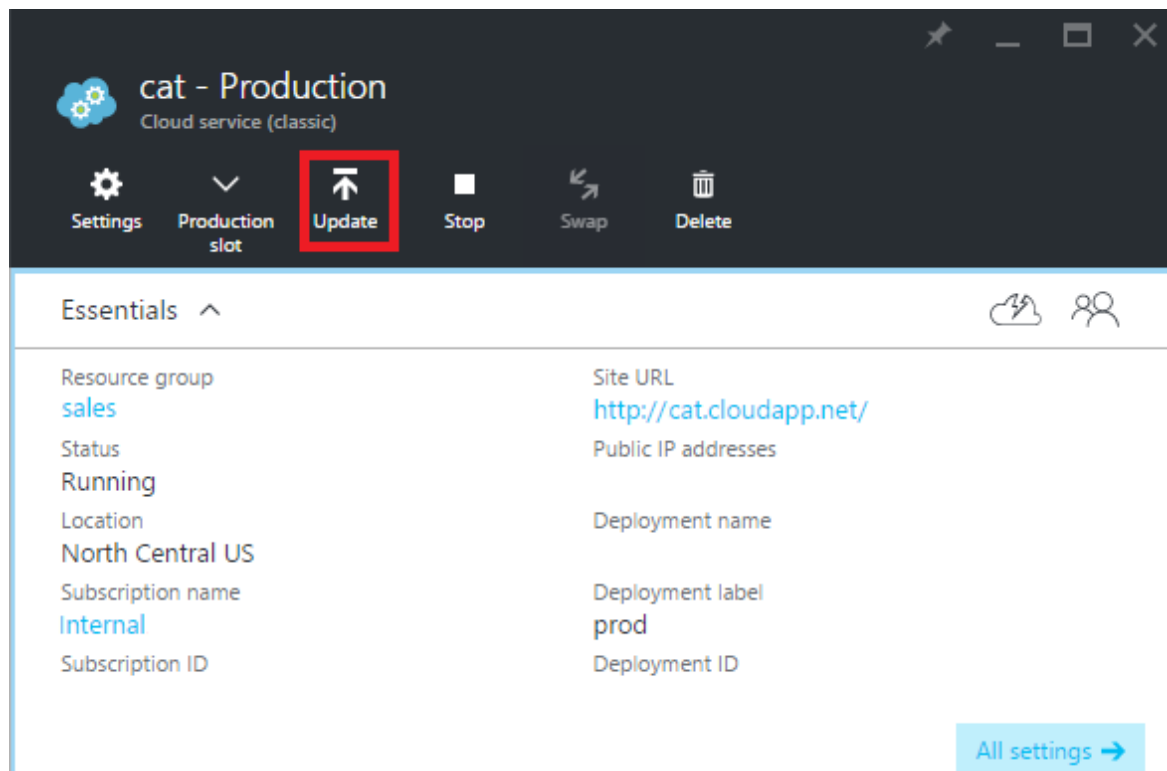 cat - Production
Cloud service (classic)
Settings
Production slot
Update
Stop
Swap
Delete
Essentials
Resource group
sales
Site URL
http://cat.cloudapp.net/
Status
Running
Public IP addresses
Location
North Central US
Deployment name
Subscription name
Internal
Deployment label
prod
Subscription ID
Deployment ID
All settings